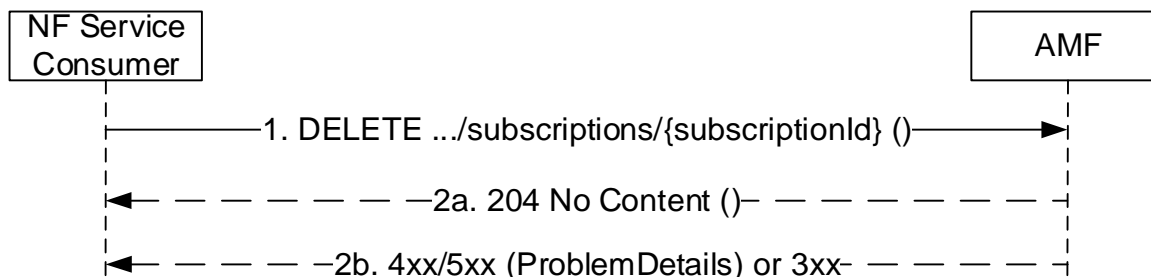 NF Service
Consumer
AMF
1. DELETE .../subscriptions/{subscriptionId} ()
2a. 204 No Content ()
2b. 4xx/5xx (ProblemDetails) or 3xx